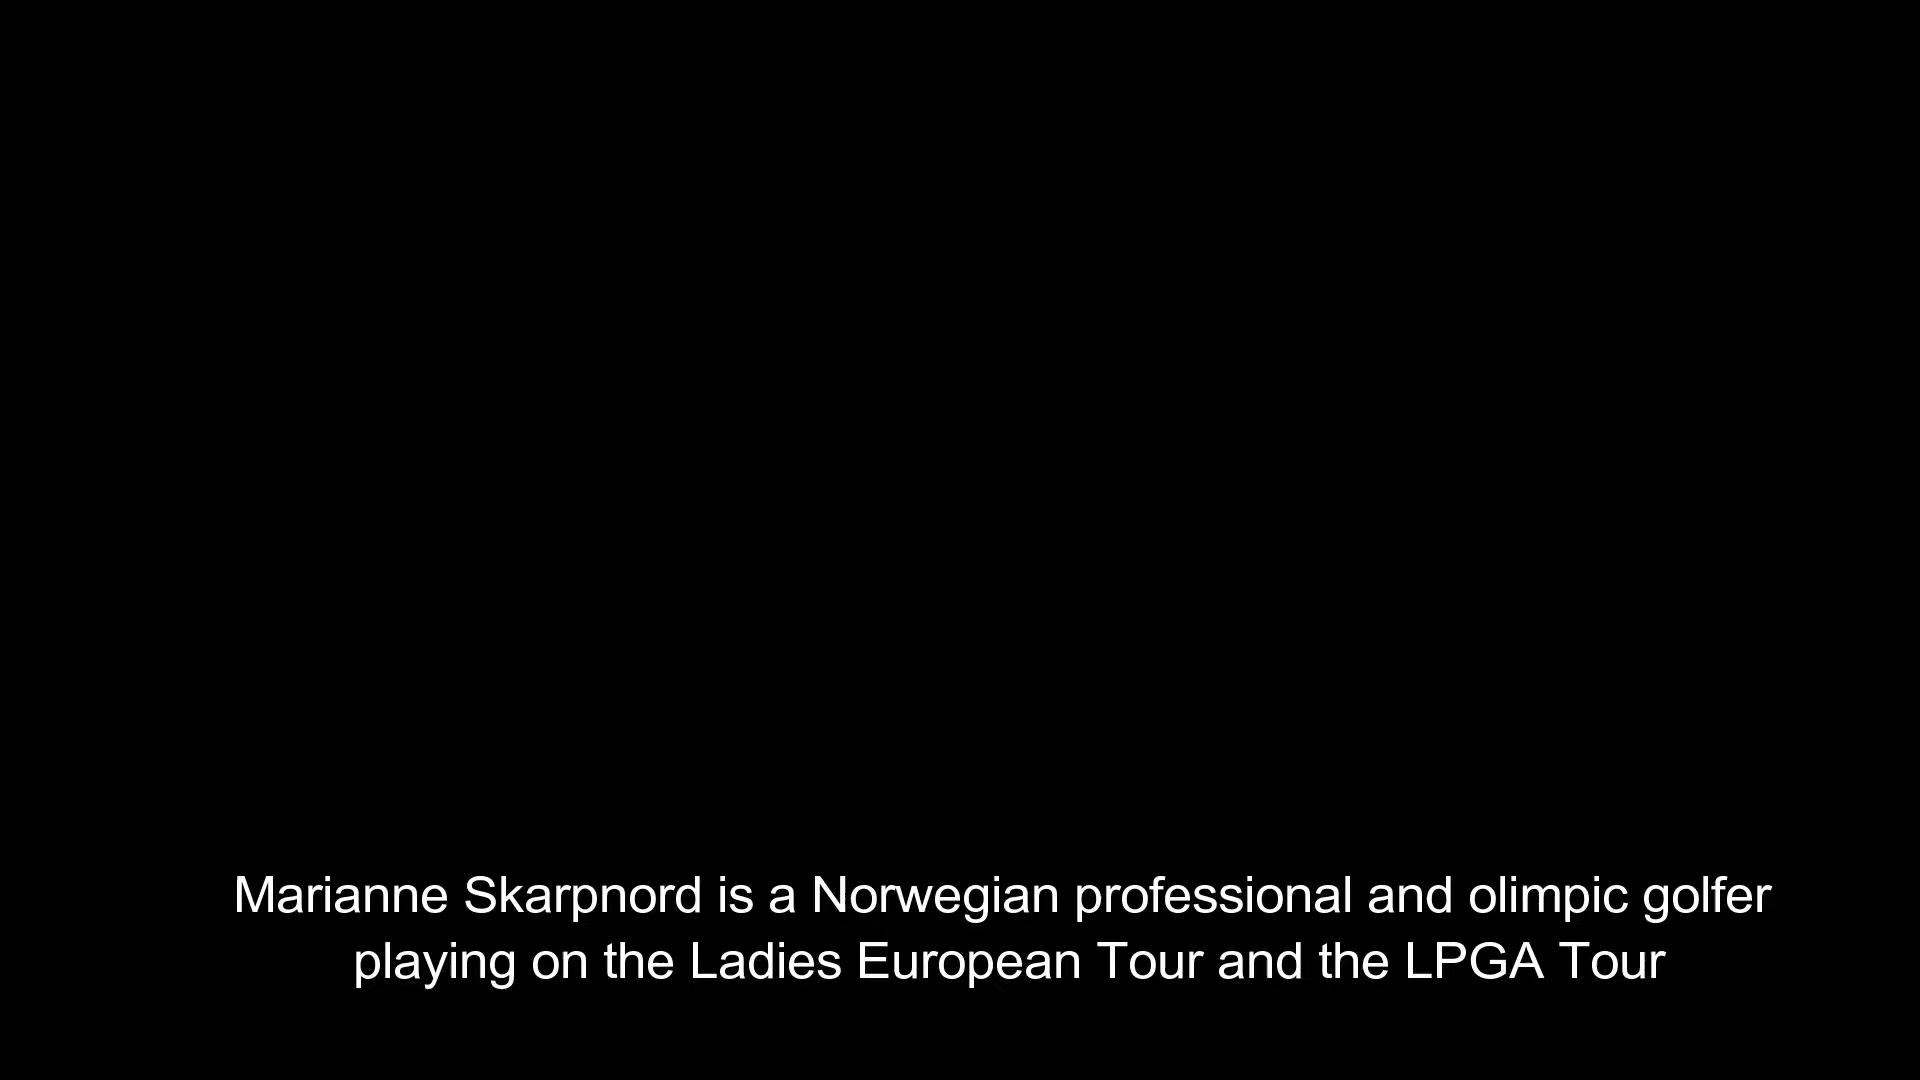 Marianne Skarpnord is a Norwegian professional and olimpic golfer
playing on the Ladies European Tour and the LPGA Tour